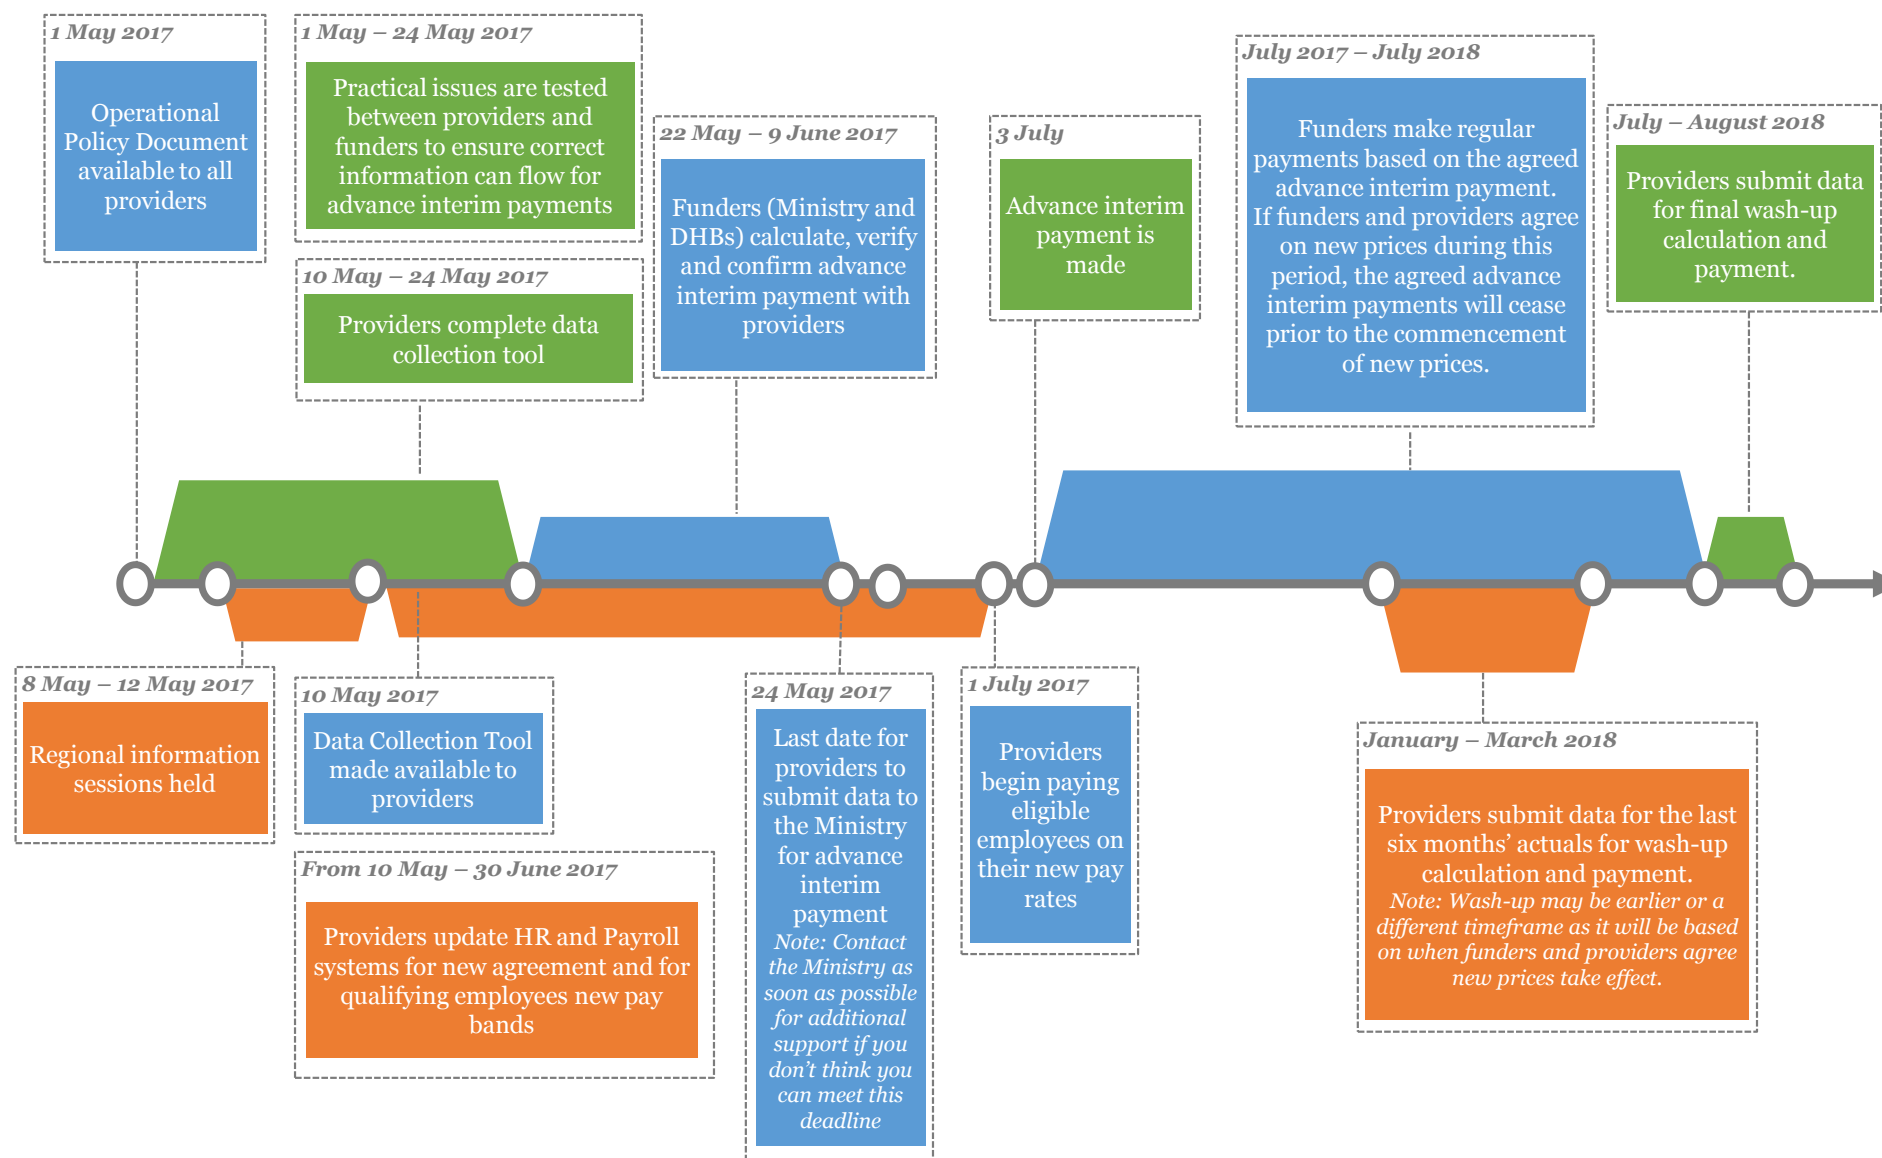 1 May 2017
Operational
Policy Document
available to all
providers
1 May – 24 May 2017
Practical issues are tested
between providers and
funders to ensure correct
information can flow for
advance interim payments
10 May – 24 May 2017
Providers complete data
collection tool
22 May – 9 June 2017
Funders (Ministry and
DHBs) calculate, verify
and confirm advance
interim payment with
providers
3 July
Advance interim
payment is
made
July 2017 – July 2018
Funders make regular
payments based on the agreed
advance interim payment.
If funders and providers agree
on new prices during this
period, the agreed advance
interim payments will cease
prior to the commencement
of new prices.
July – August 2018
Providers submit data
for final wash-up
calculation and
payment.
8 May – 12 May 2017
Regional information
sessions held
10 May 2017
Data Collection Tool
made available to
providers
From 10 May – 30 June 2017
Providers update HR and Payroll
systems for new agreement and for
qualifying employees new pay
bands
24 May 2017
Last date for
providers to
submit data to
the Ministry
for advance
interim
payment
Note: Contact
the Ministry as
soon as possible
for additional
support if you
don't think you
can meet this
deadline
1 July 2017
Providers
begin paying
eligible
employees on
their new pay
rates
January – March 2018
Providers submit data for the last
six months' actuals for wash-up
calculation and payment.
Note: Wash-up may be earlier or a
different timeframe as it will be based
on when funders and providers agree
new prices take effect.